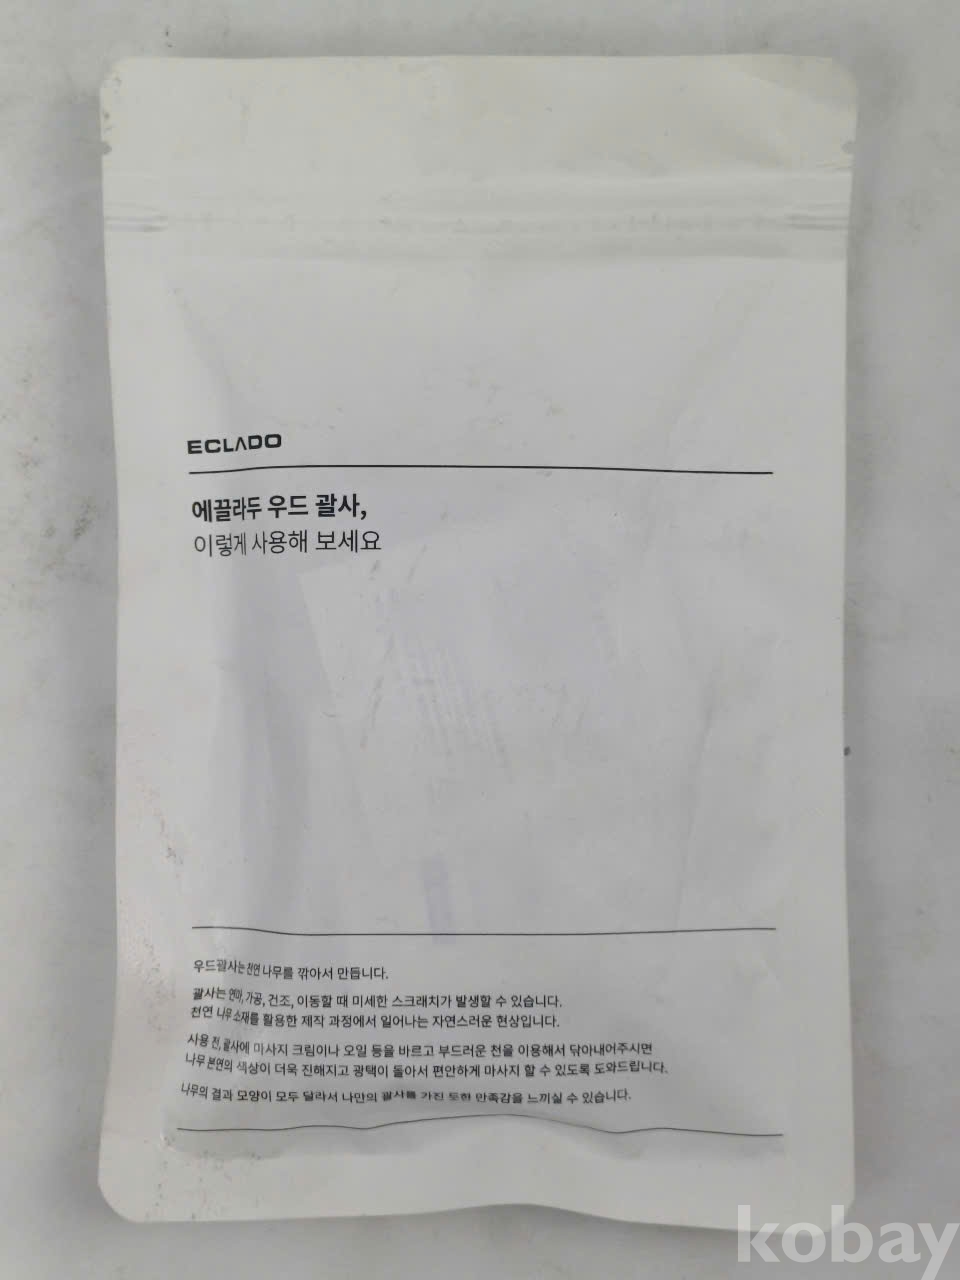 ECLADO
에끌라두 우드 괄사,
이렇게 사용해 보세요
우드괄사는 천연 나무를 깎아서 만듭니다.
괄사는 연마, 가공, 건조, 이동할 때 미세한 스크래치가 발생할 수 있습니다.
천연 나무 소재를 활용한 제작 과정에서 일어나는 자연스러운 현상입니다.
사용 전, 괄사에 마사지 크림이나 오일 등을 바르고 부드러운 천을 이용해서 닦아내어주시면
나무 본연의 색상이 더욱 진해지고 광택이 돌아서 편안하게 마사지 할 수 있도록 도와드립니다.
나무의 결과 모양이 모두 달라서 나만의 괄사를 가진 듯한 만족감을 느끼실 수 있습니다.
kobay